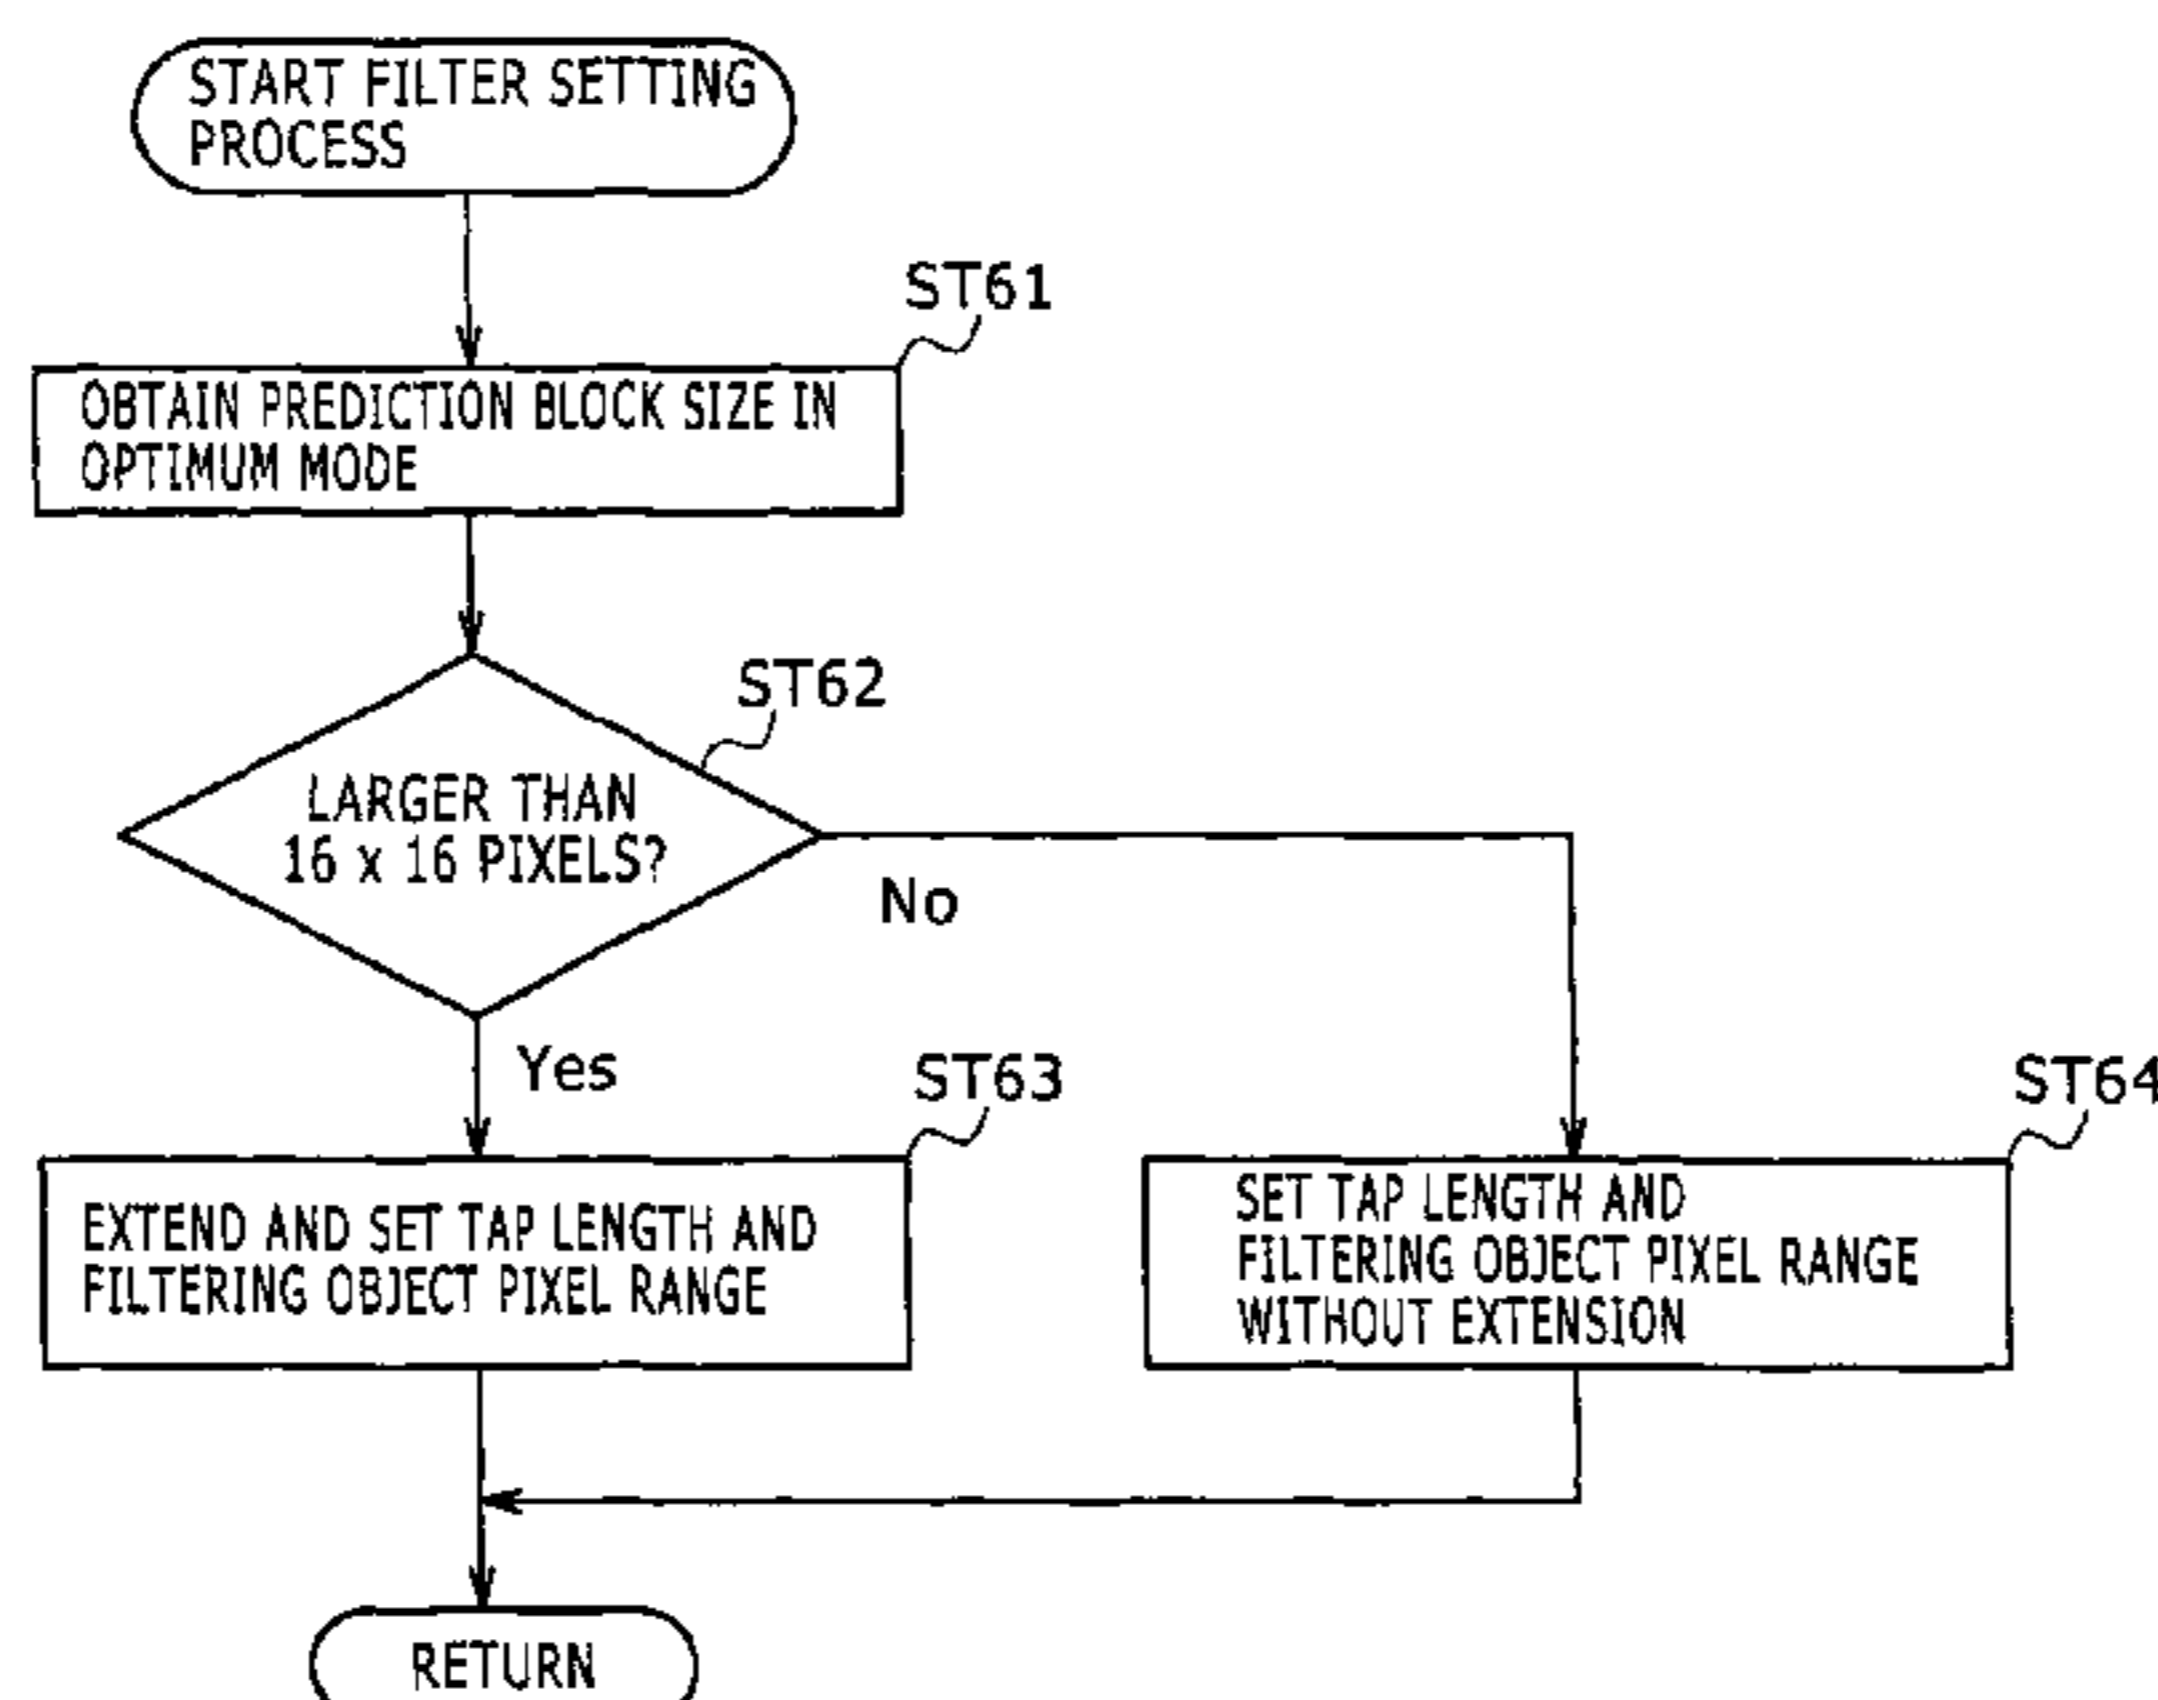 START FILTER SETTING
PROCESS
ST61
OBTAIN PREDICTION BLOCK SIZE IN
OPTIMUM MODE
ST62
LARGER THAN
16 x 16 PIXELS?
No
Yes
ST63
EXTEND AND SET TAP LENGTH AND
FILTERING OBJECT PIXEL RANGE
ST64
SET TAP LENGTH AND
FILTERING OBJECT PIXEL RANGE
WITHOUT EXTENSION
RETURN